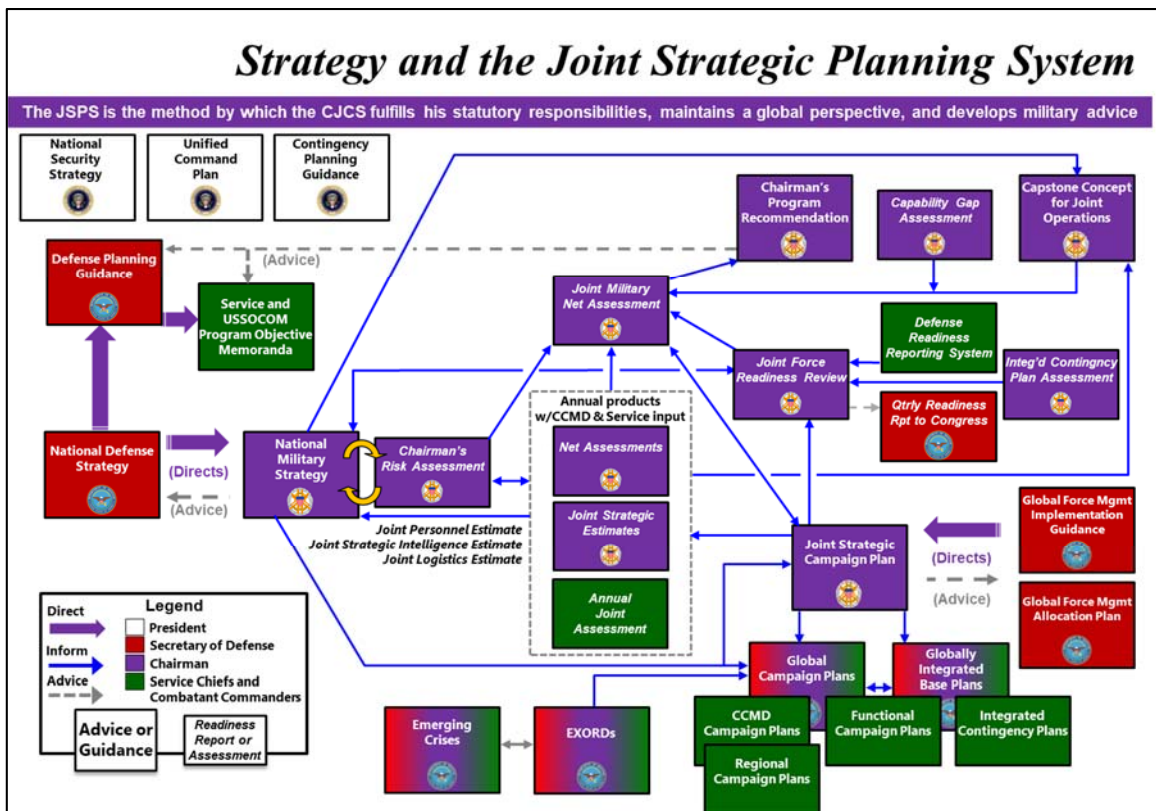 Strategy and the Joint Strategic Planning System
The JSPS is the method by which the CJCS fulfills his statutory responsibilities, maintains a global perspective, and develops military advice
National
Security
Strategy
Unified
Command
Plan
Contingency
Planning
Guidance
Chairman's
Program
Recommendation
Capability Gap
Assessment
Capstone Concept
for Joint
Operations
Defense Planning
Guidance
(Advice)
Service and
USSOCOM
Program Objective
Memoranda
Joint Military
Net Assessment
Defense
Readiness
Reporting System
Joint Force
Readiness Review
Integ'd Contingncy
Plan Assessment
Qtrly Readiness
Rpt to Congress
Annual products
w/CCMD & Service input
National Defense
Strategy
(Directs)
(Advice)
National
Military
Strategy
Chairman's
Risk Assessment
Net Assessments
Joint Strategic
Estimates
Annual
Joint
Assessment
Joint Personnel Estimate
Joint Strategic Intelligence Estimate
Joint Logistics Estimate
Joint Strategic
Campaign Plan
(Directs)
(Advice)
Global Force Mgmt
Implementation
Guidance
Global Force Mgmt
Allocation Plan
Legend
Direct
Inform
Advice
President
Secretary of Defense
Chairman
Service Chiefs and
Combatant Commanders
Advice or
Guidance
Readiness
Report or
Assessment
Emerging
Crises
EXORDs
Global
Campaign Plans
Globally
Integrated
Base Plans
CCMD
Campaign Plans
Functional
Campaign Plans
Integrated
Contingency Plans
Regional
Campaign Plans